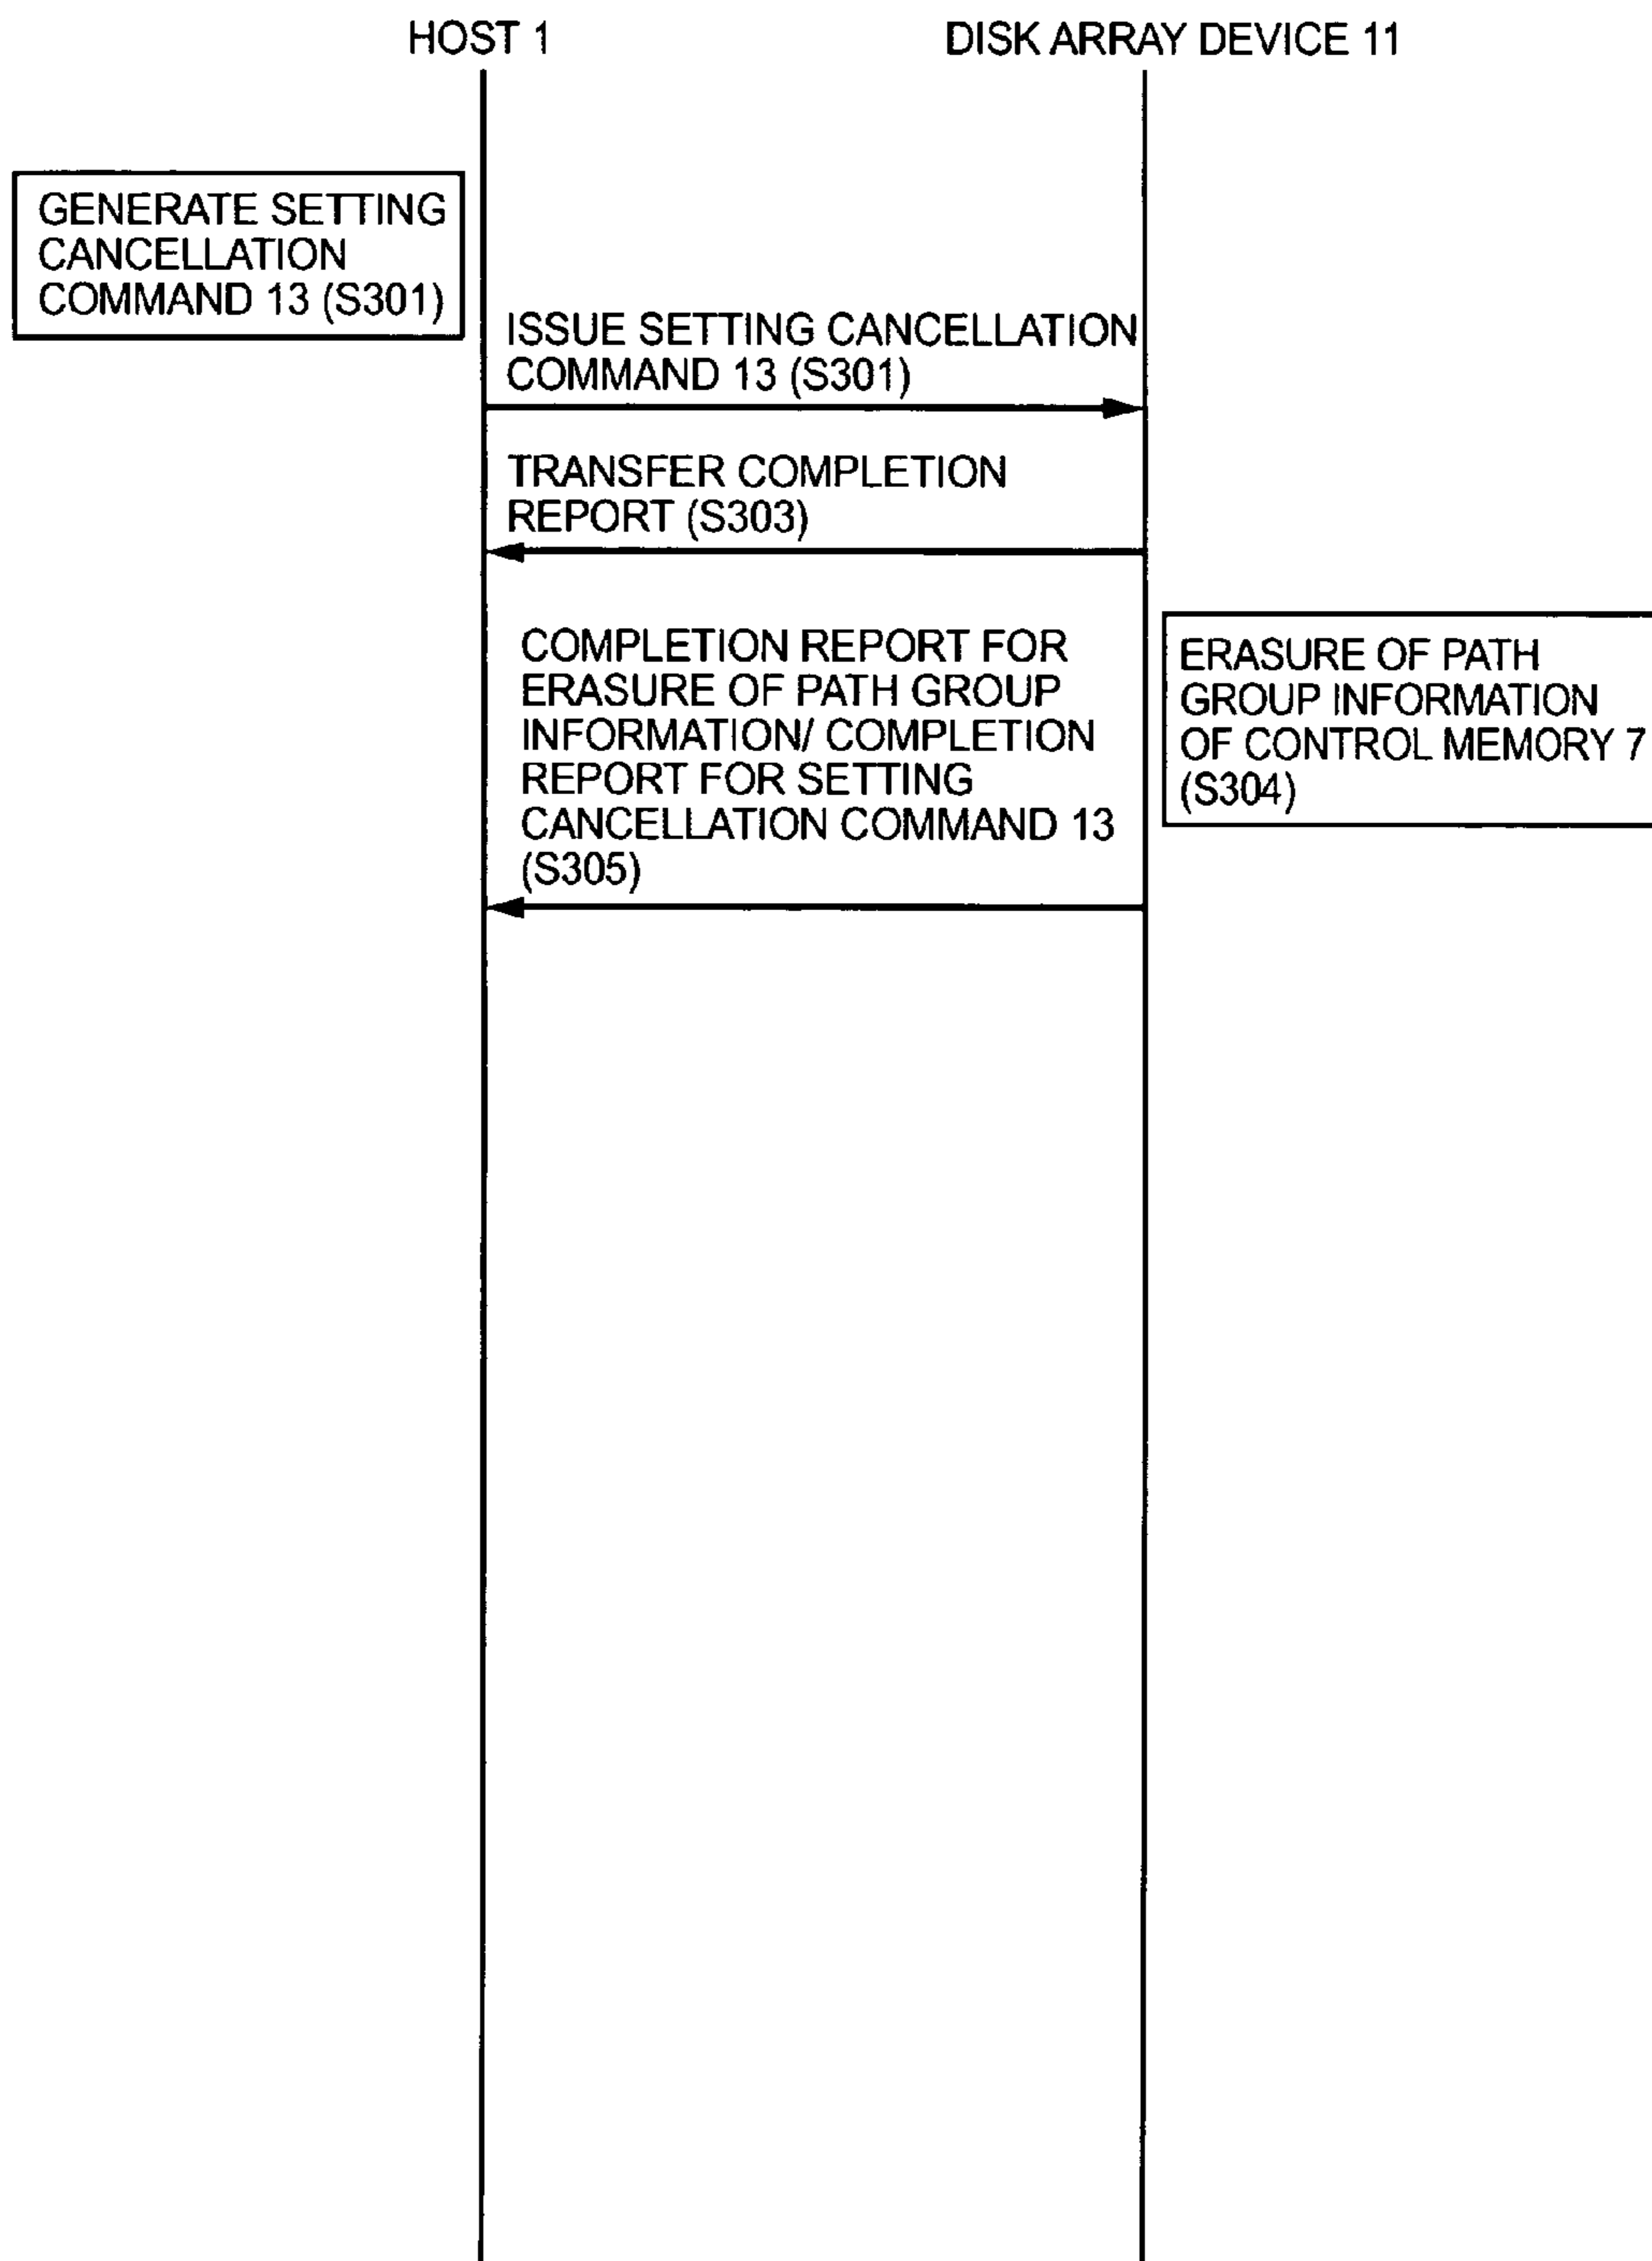 HOST 1
DISK ARRAY DEVICE 11
GENERATE SETTING
CANCELLATION
COMMAND 13 (S301)
ISSUE SETTING CANCELLATION
COMMAND 13 (S301)
TRANSFER COMPLETION
REPORT (S303)
COMPLETION REPORT FOR
ERASURE OF PATH GROUP
INFORMATION/ COMPLETION
REPORT FOR SETTING
CANCELLATION COMMAND 13
(S305)
ERASURE OF PATH
GROUP INFORMATION
OF CONTROL MEMORY 7
(S304)